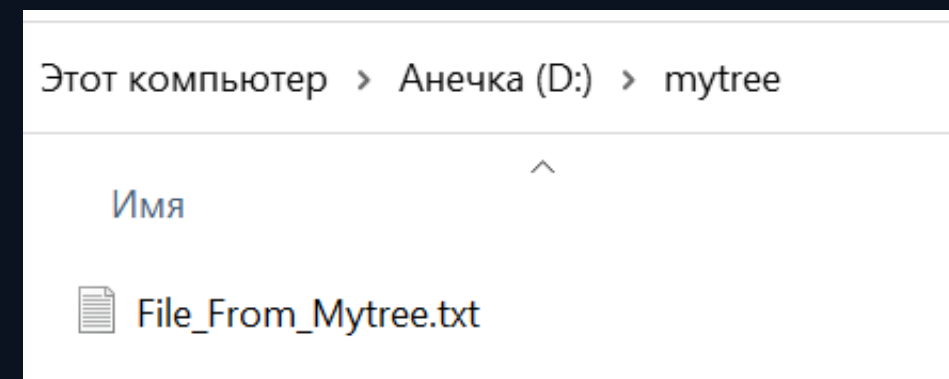 Этот компьютер > Анечка (D:) > mytree
Имя
File_From_Mytree.txt